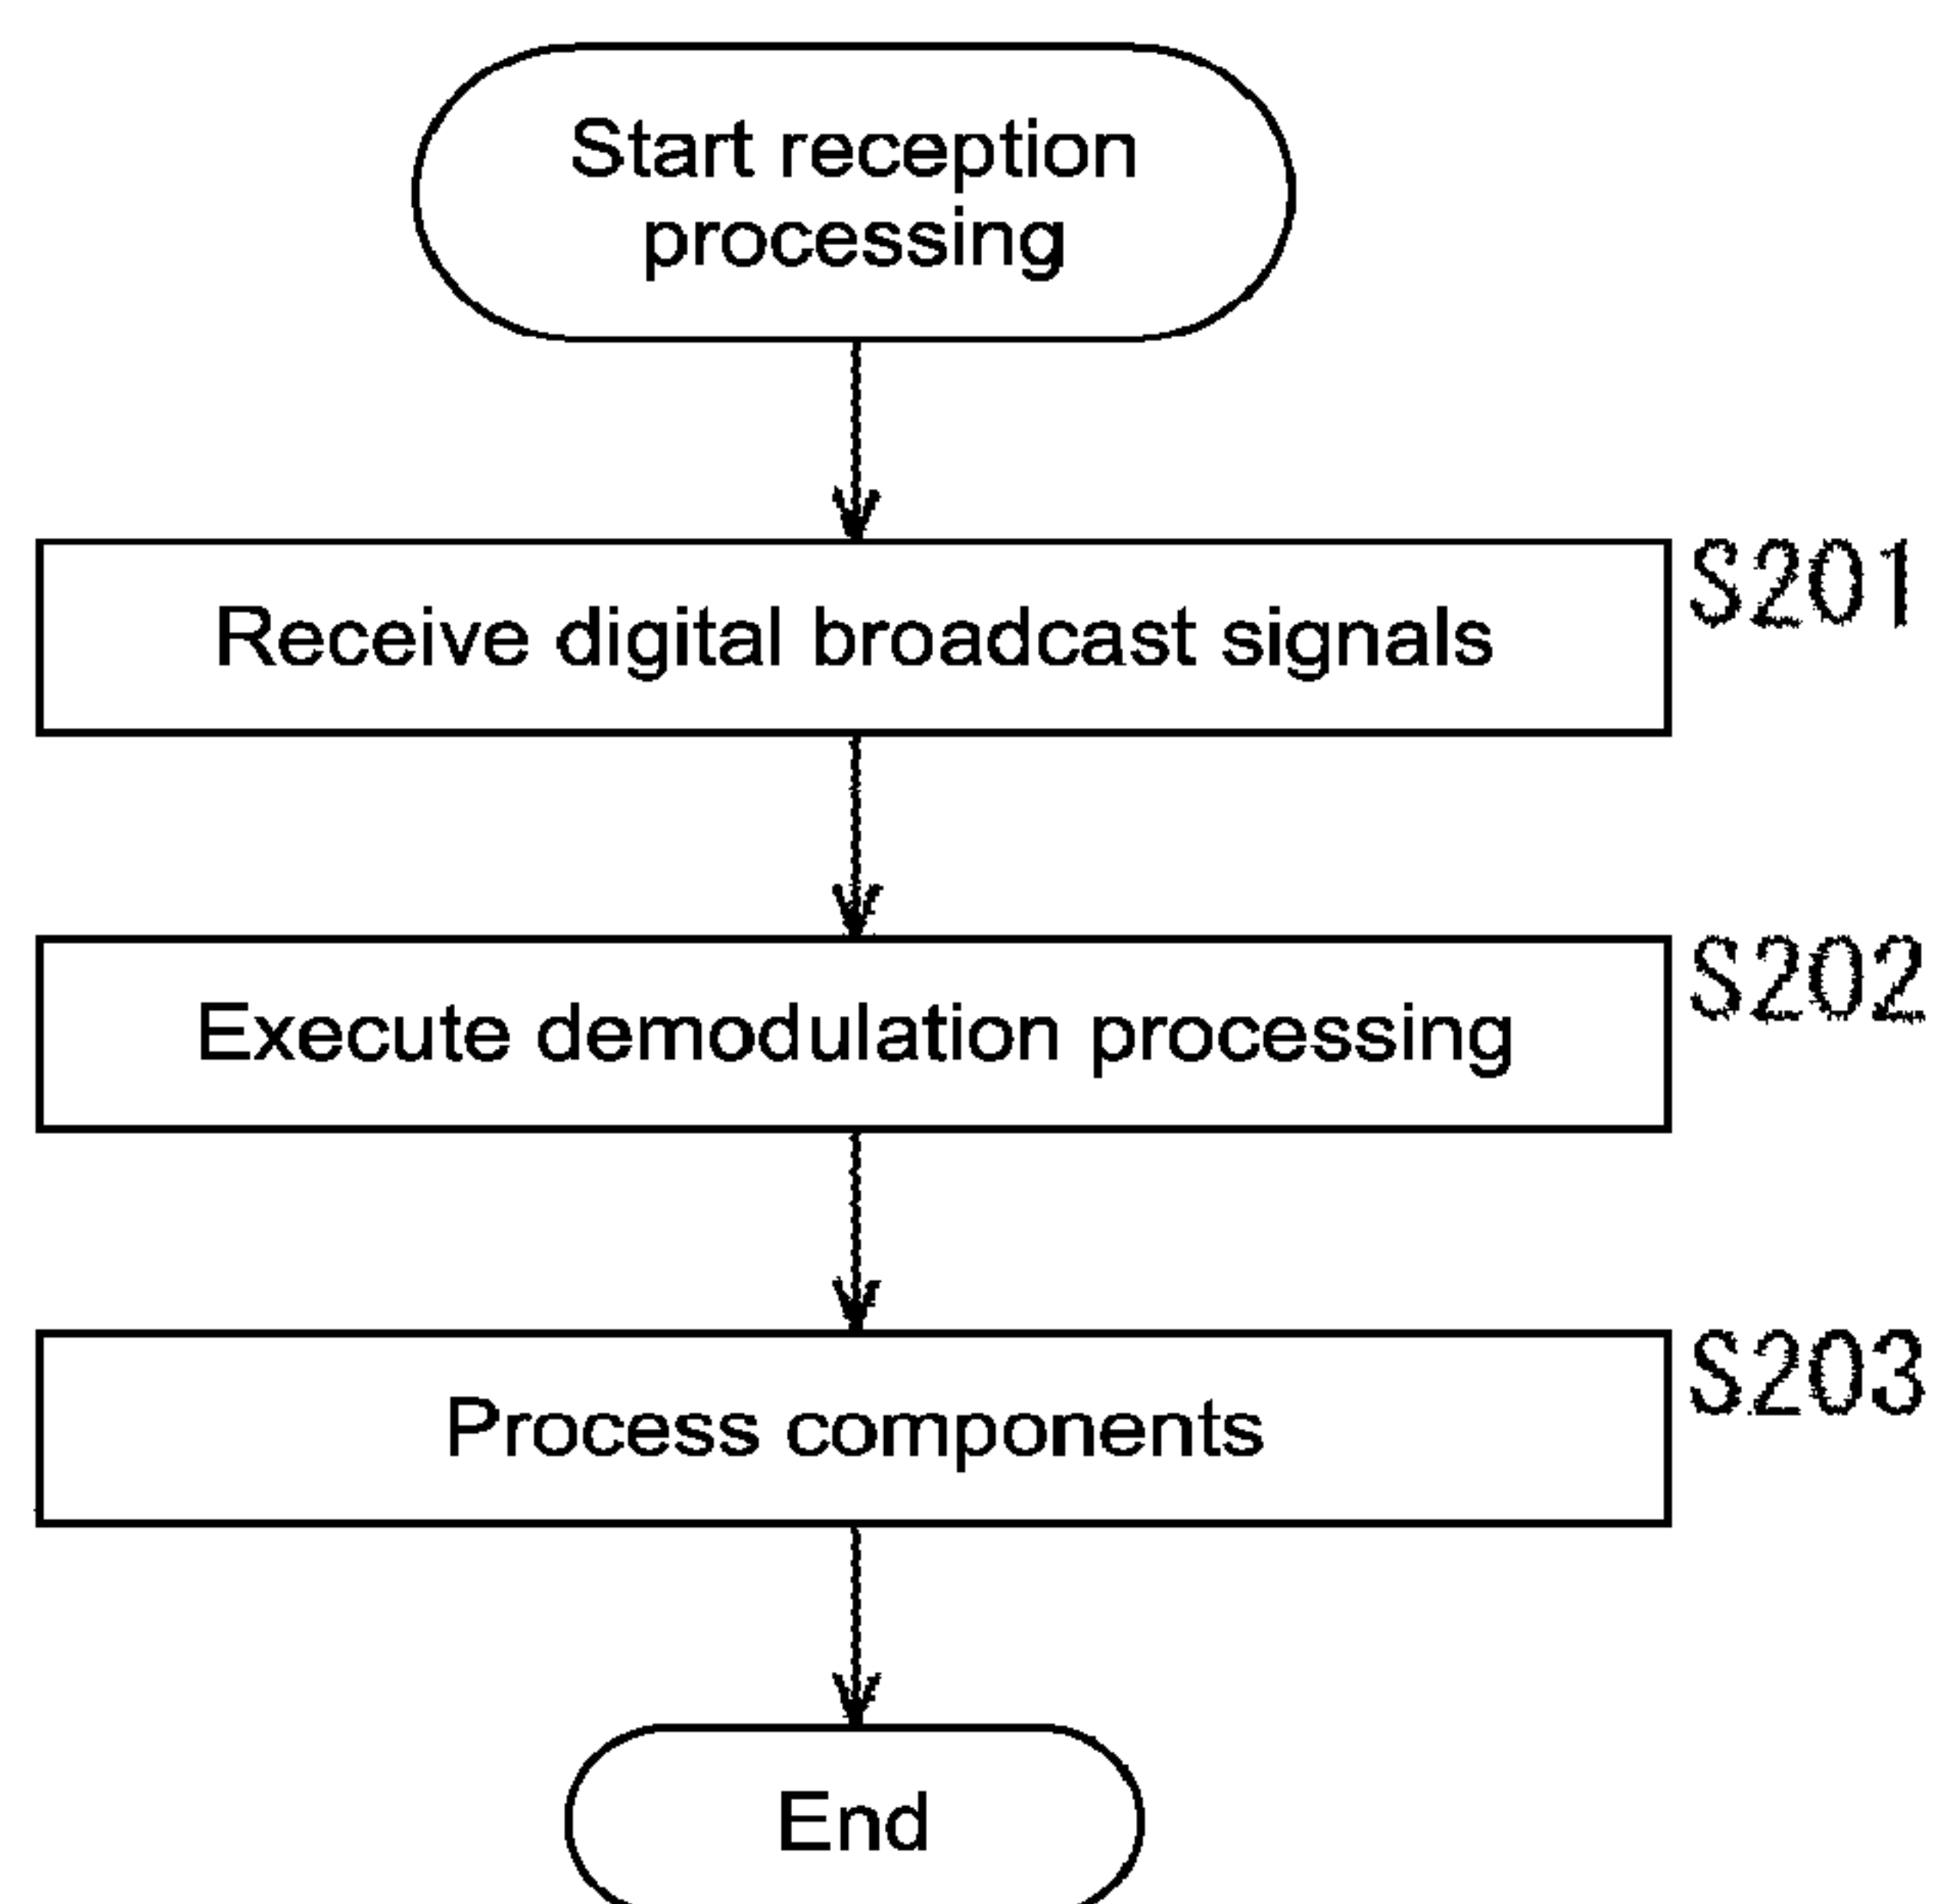 Start reception
processing
S201
Receive digital broadcast signals
S202
Execute demodulation processing
S203
Process components
End